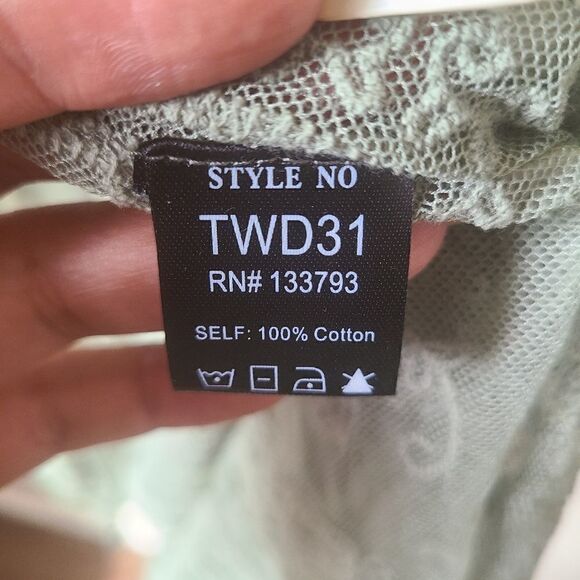 STYLE NO
TWD31
RN# 133793
SELF: 100% Cotton